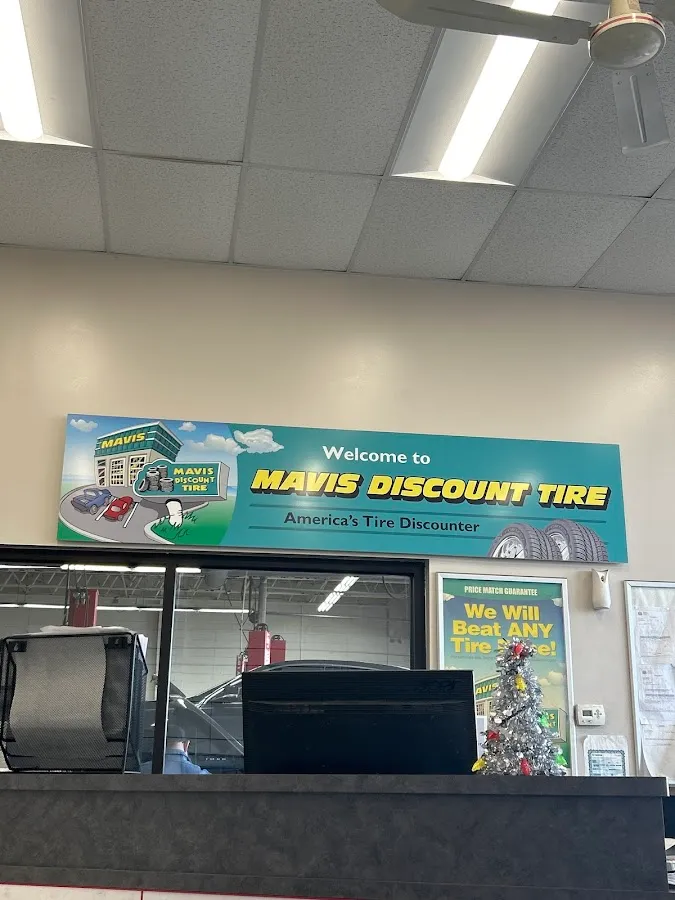 MAVIS
MAVIS
DISCOUNT
TIRE
Welcome to
MAVIS DISCOUNT TIRE
America's Tire Discounter
PRICE MATCH GUARANTEE
We Will
Beat ANY
Tire
MAVIS